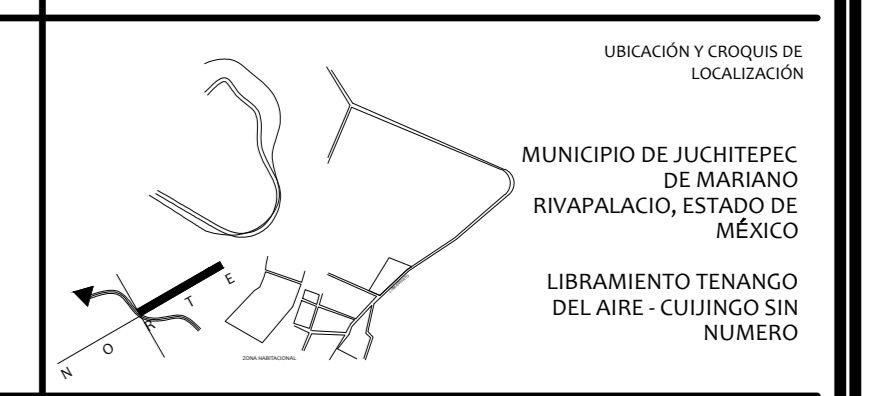 UBICACIÓN Y CROQUIS DE
LOCALIZACIÓN
MUNICIPIO DE JUCHITEPEC
DE MARIANO
RIVAPALACIO, ESTADO DE
MÉXICO
LIBRAMIENTO TENANGO
DEL AIRE - CUIJINGO SIN
NUMERO
NORTE
ZONA HABITACIONAL